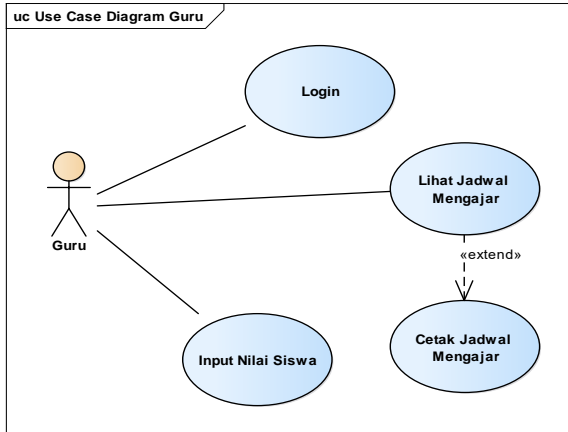 uc Use Case Diagram Guru
Login
Lihat Jadwal
Mengajar
Guru
«extend»
Input Nilai Siswa
Cetak Jadwal
Mengajar